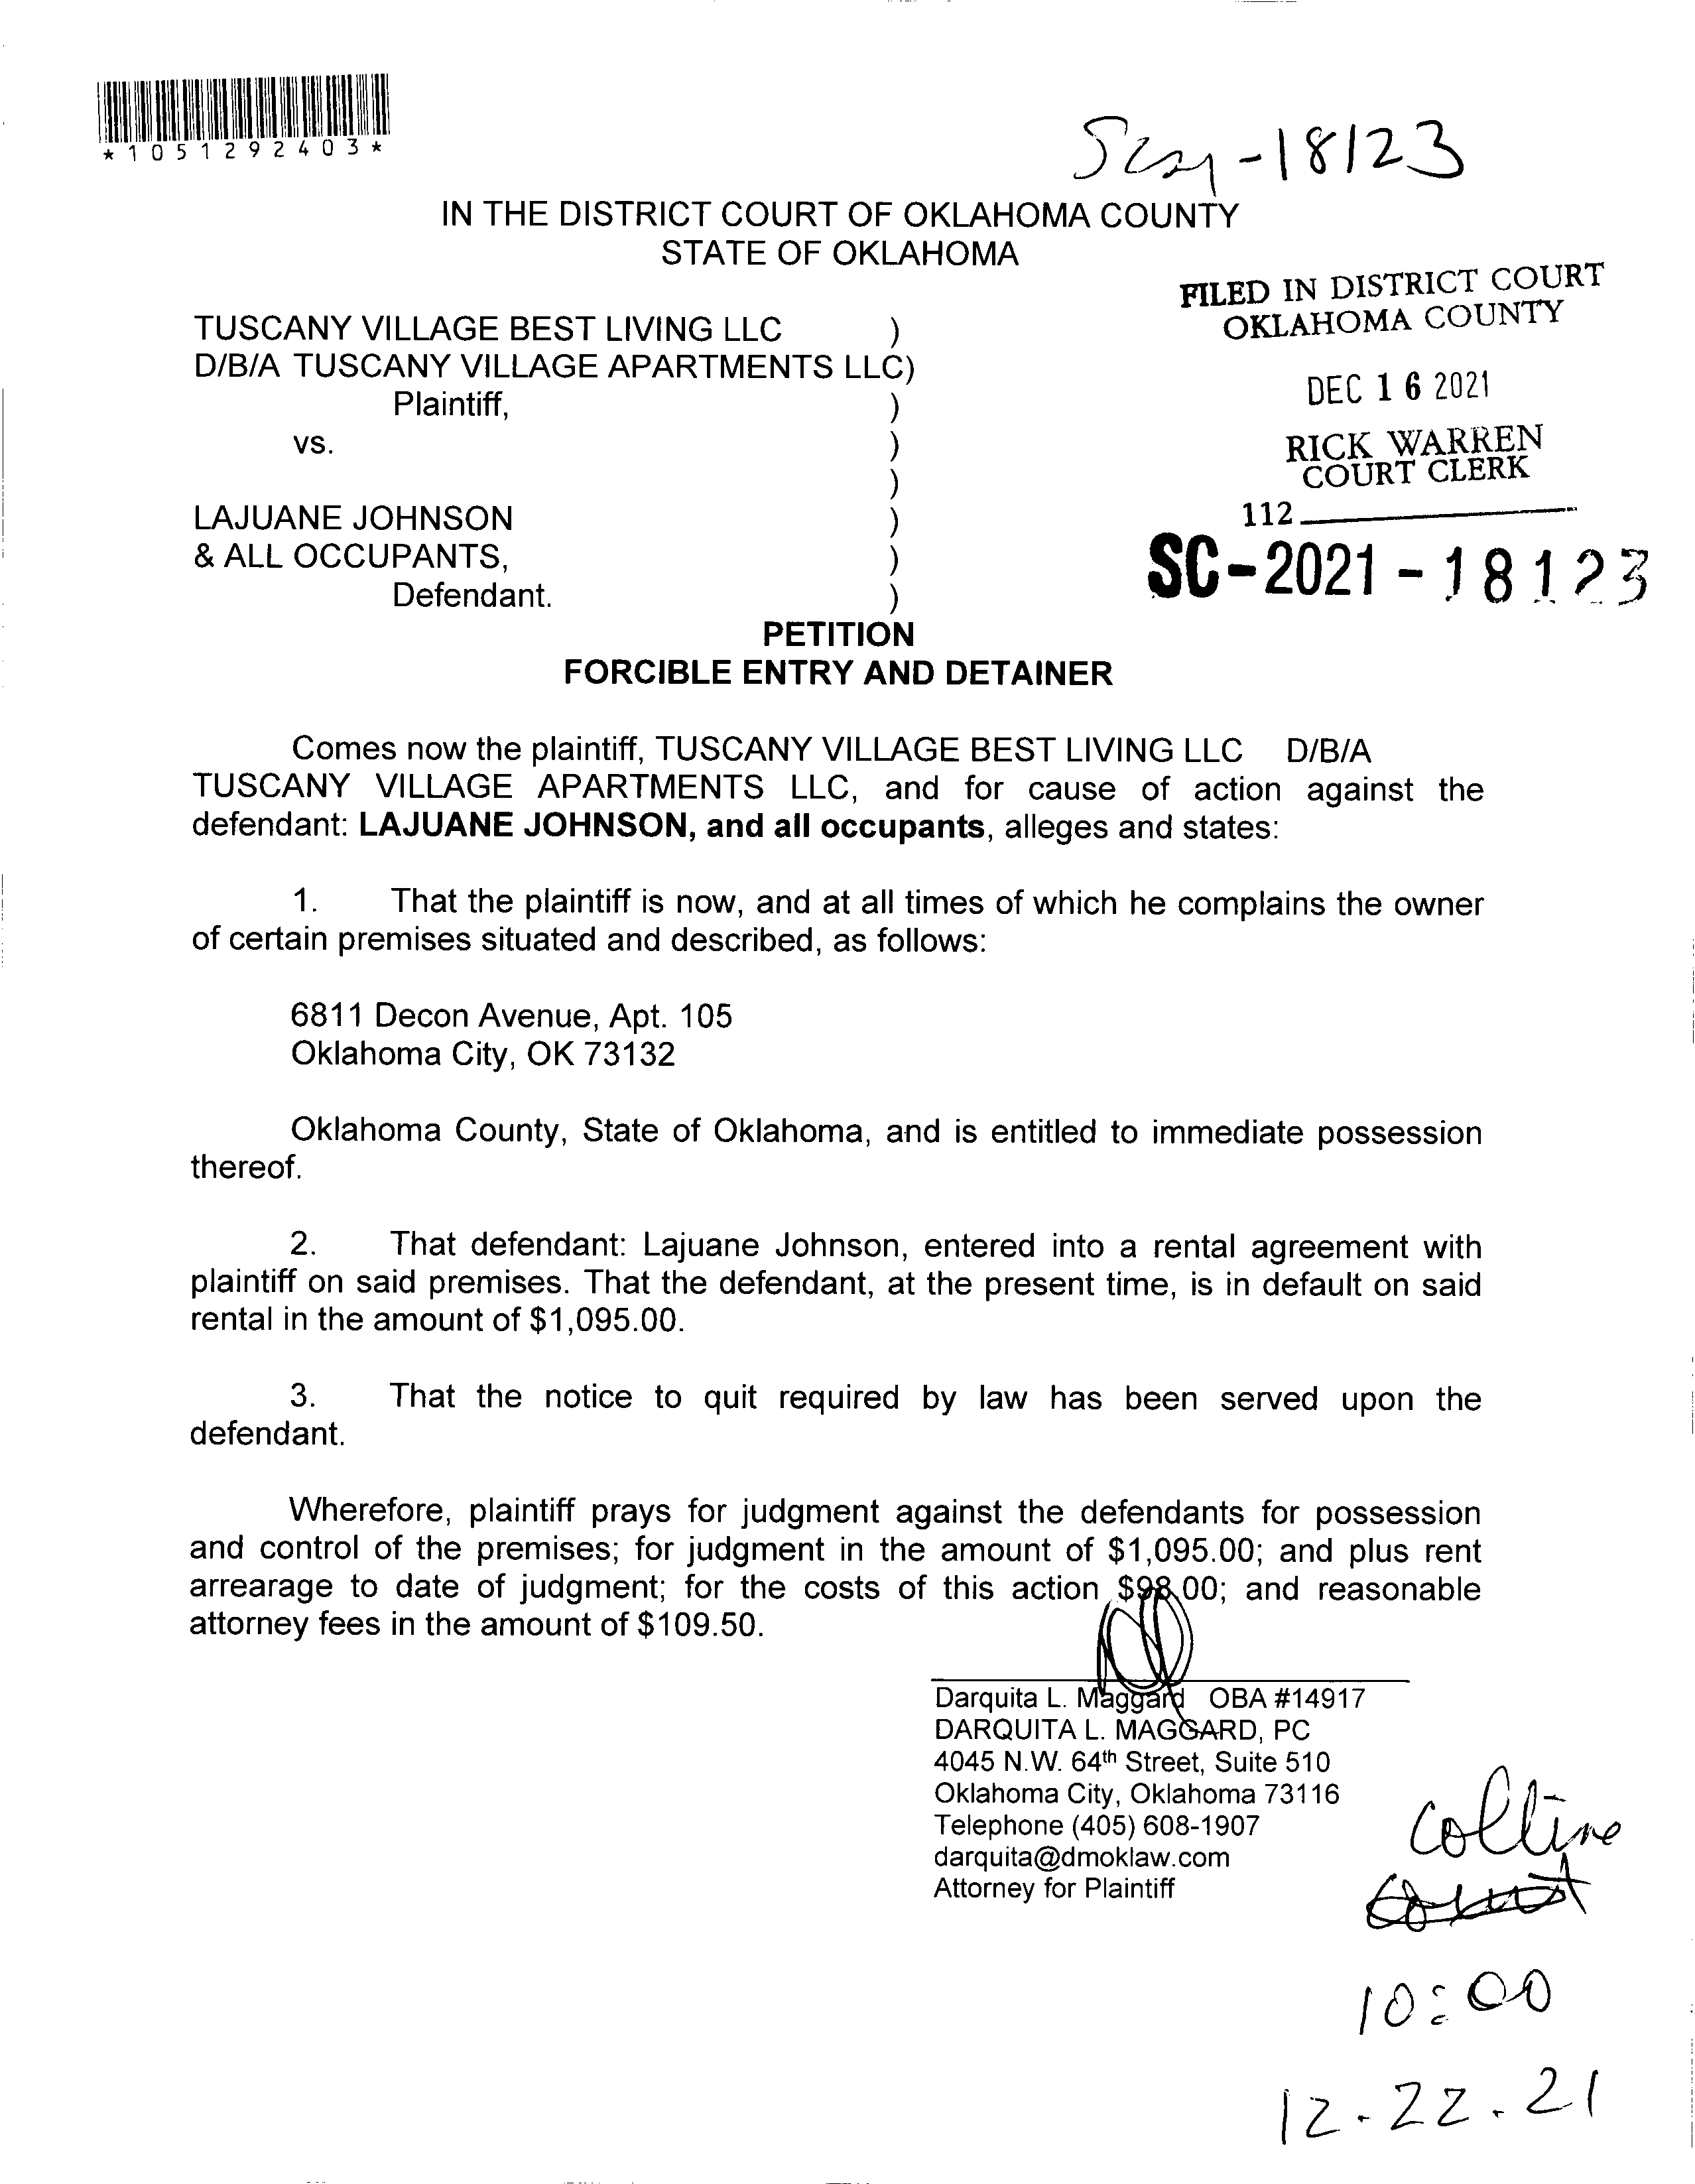 *1051292403*
-18123
IN THE DISTRICT COURT OF OKLAHOMA COUNTY
STATE OF OKLAHOMA
FILED IN DISTRICT COURT
OKLAHOMA COUNTY
DEC 16 2021
RICK WARREN
COURT CLERK
112
SC-2021-18123
TUSCANY VILLAGE BEST LIVING LLC )
D/B/A TUSCANY VILLAGE APARTMENTS LLC)
Plaintiff, )
vs. )
)
LAJUANE JOHNSON )
& ALL OCCUPANTS, )
Defendant. )
PETITION
FORCIBLE ENTRY AND DETAINER
Comes now the plaintiff, TUSCANY VILLAGE BEST LIVING LLC D/B/A
TUSCANY VILLAGE APARTMENTS LLC, and for cause of action against the
defendant: LAJUANE JOHNSON, and all occupants, alleges and states:
1. That the plaintiff is now, and at all times of which he complains the owner
of certain premises situated and described, as follows:
6811 Decon Avenue, Apt. 105
Oklahoma City, OK 73132
Oklahoma County, State of Oklahoma, and is entitled to immediate possession
thereof.
2. That defendant: Lajuane Johnson, entered into a rental agreement with
plaintiff on said premises. That the defendant, at the present time, is in default on said
rental in the amount of $1,095.00.
3. That the notice to quit required by law has been served upon the
defendant.
Wherefore, plaintiff prays for judgment against the defendants for possession
and control of the premises; for judgment in the amount of $1,095.00; and plus rent
arrearage to date of judgment; for the costs of this action $98.00; and reasonable
attorney fees in the amount of $109.50.
Darquita L. Maggard OBA #14917
DARQUITA L. MAGGARD, PC
4045 N.W. 64th Street, Suite 510
Oklahoma City, Oklahoma 73116
Telephone (405) 608-1907
darquita@dmoklaw.com
Attorney for Plaintiff
10:00
12-22-21